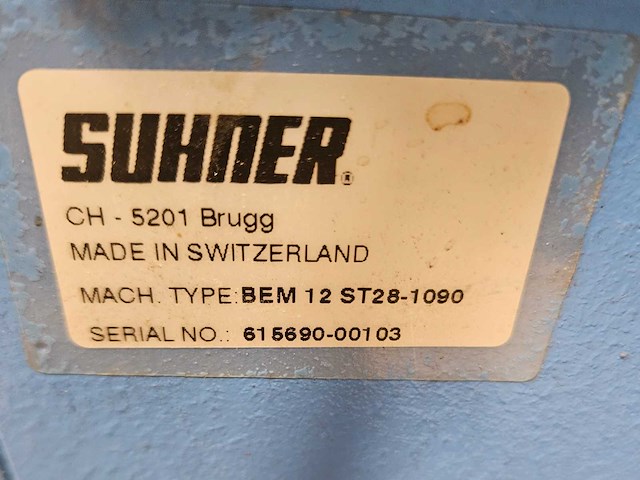 SUHNER®
CH - 5201 Brugg
MADE IN SWITZERLAND
MACH. TYPE: BEM 12 ST28-1090
SERIAL NO.: 615690-00103